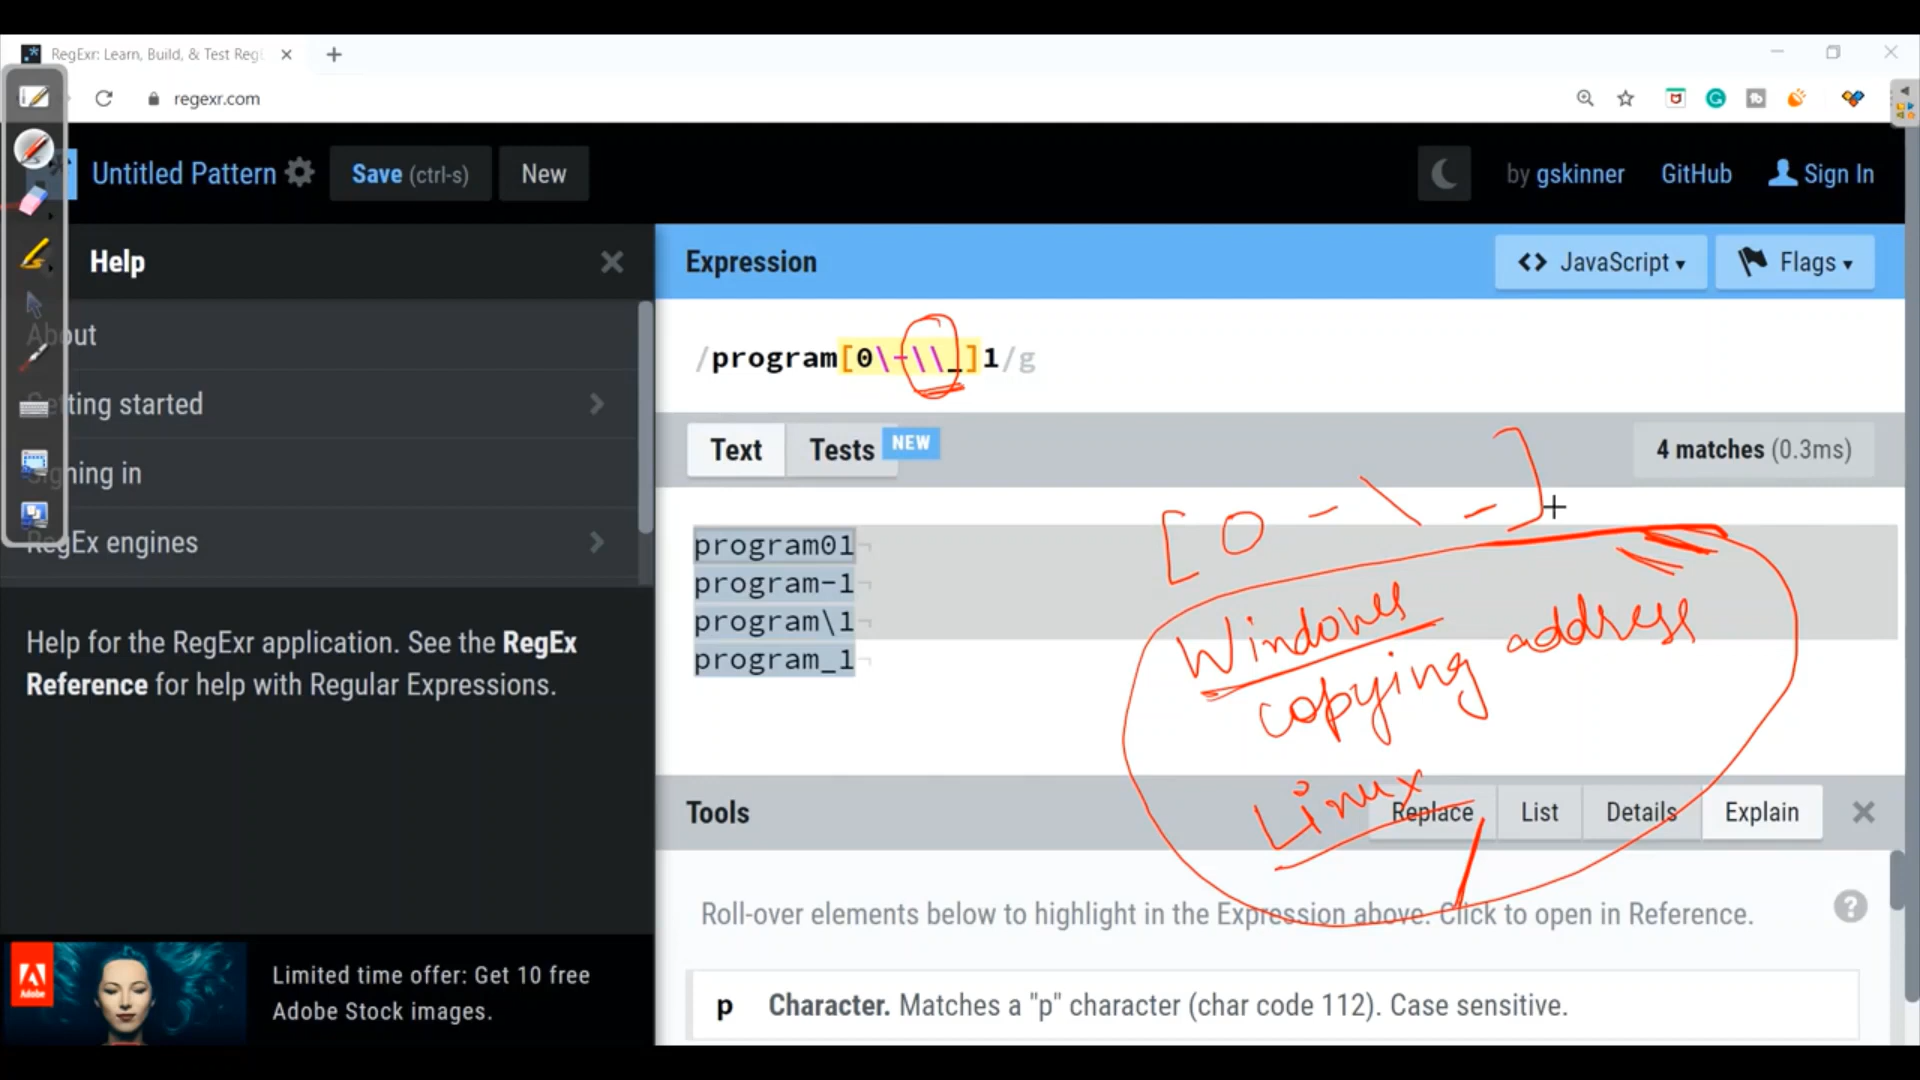 RegExr: Learn, Build, & Test Reg
regexr.com
Untitled Pattern
Save (ctrl-s)
New
by gskinner
GitHub
Sign In
Help
About
Getting started
Signing in
RegEx engines
Help for the RegExr application. See the RegEx
Reference for help with Regular Expressions.
Adobe
Limited time offer: Get 10 free
Adobe Stock images.
Expression
<> JavaScript
Flags
/program[0\-\\_]1/g
Text
Tests
NEW
4 matches (0.3ms)
program01
program-1
program\1
program_1
[0-\_]
Windows
copying address
Linux /
Tools
Replace
List
Details
Explain
Roll-over elements below to highlight in the Expression above. Click to open in Reference.
?
p Character. Matches a "p" character (char code 112). Case sensitive.